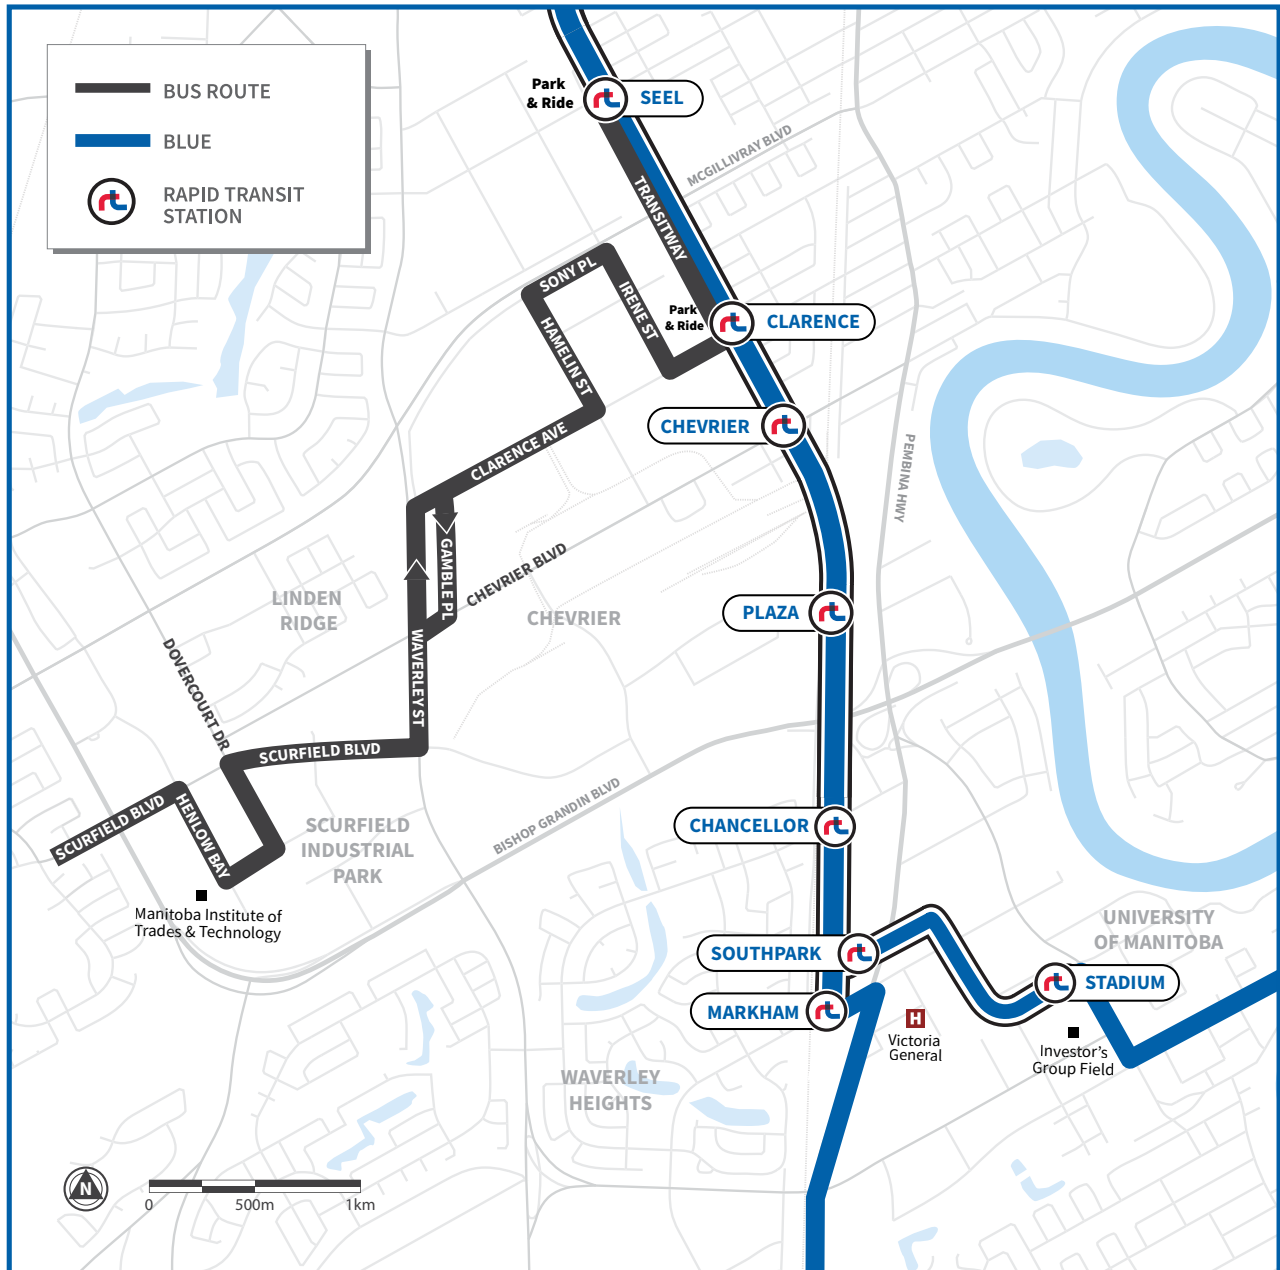 BUS ROUTE
BLUE
RAPID TRANSIT
STATION
Park
& Ride
SEEL
MCGILLIVRAY BLVD
TRANSITWAY
SONY PL
IRENE ST
HAMELIN ST
Park
& Ride
CLARENCE
CHEVRIER
CLARENCE AVE
PEMBINA HWY
GAMBLE PL
CHEVRIER BLVD
LINDEN
RIDGE
CHEVRIER
PLAZA
DOVERCOURT DR
WAVERLEY ST
SCURFIELD BLVD
SCURFIELD BLVD
HENLOW BAY
BISHOP GRANDIN BLVD
SCURFIELD
INDUSTRIAL
PARK
CHANCELLOR
Manitoba Institute of
Trades & Technology
UNIVERSITY
OF MANITOBA
SOUTHPARK
STADIUM
MARKHAM
H
Victoria
General
Investor's
Group Field
WAVERLEY
HEIGHTS
N
0
500m
1km